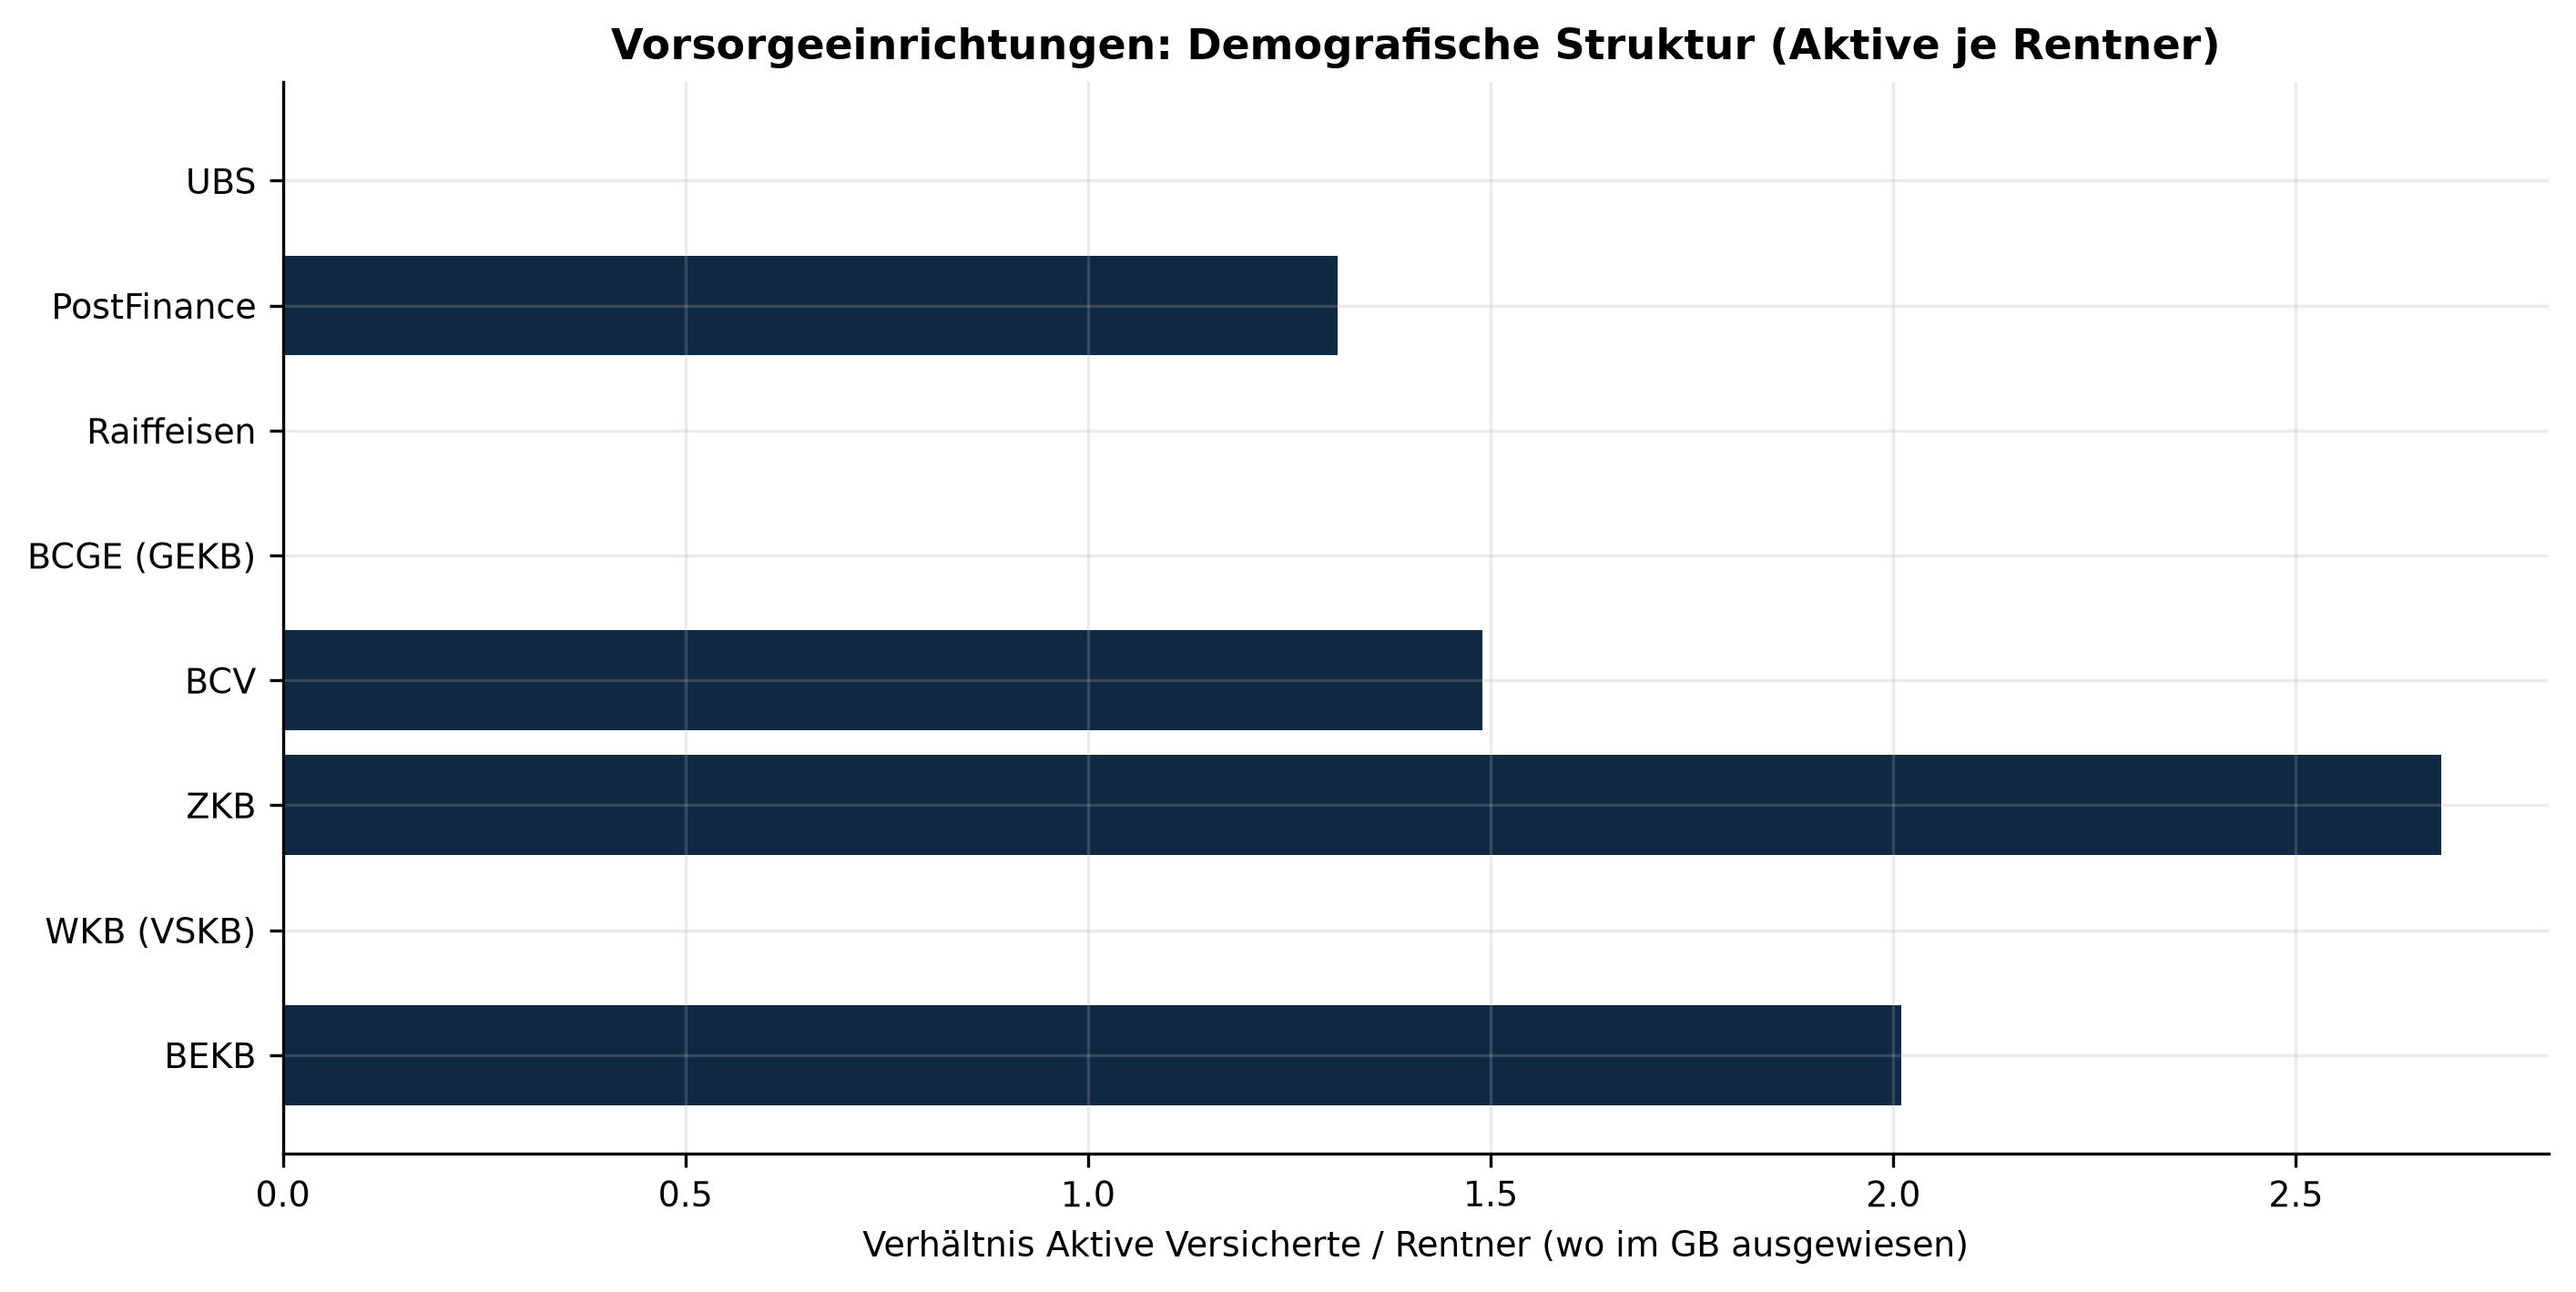 Vorsorgeeinrichtungen: Demografische Struktur (Aktive je Rentner)
UBS
PostFinance
Raiffeisen
BCGE (GEKB)
BCV
ZKB
WKB (VSKB)
BEKB
0.0 0.5 1.0 1.5 2.0 2.5
Verhältnis Aktive Versicherte / Rentner (wo im GB ausgewiesen)